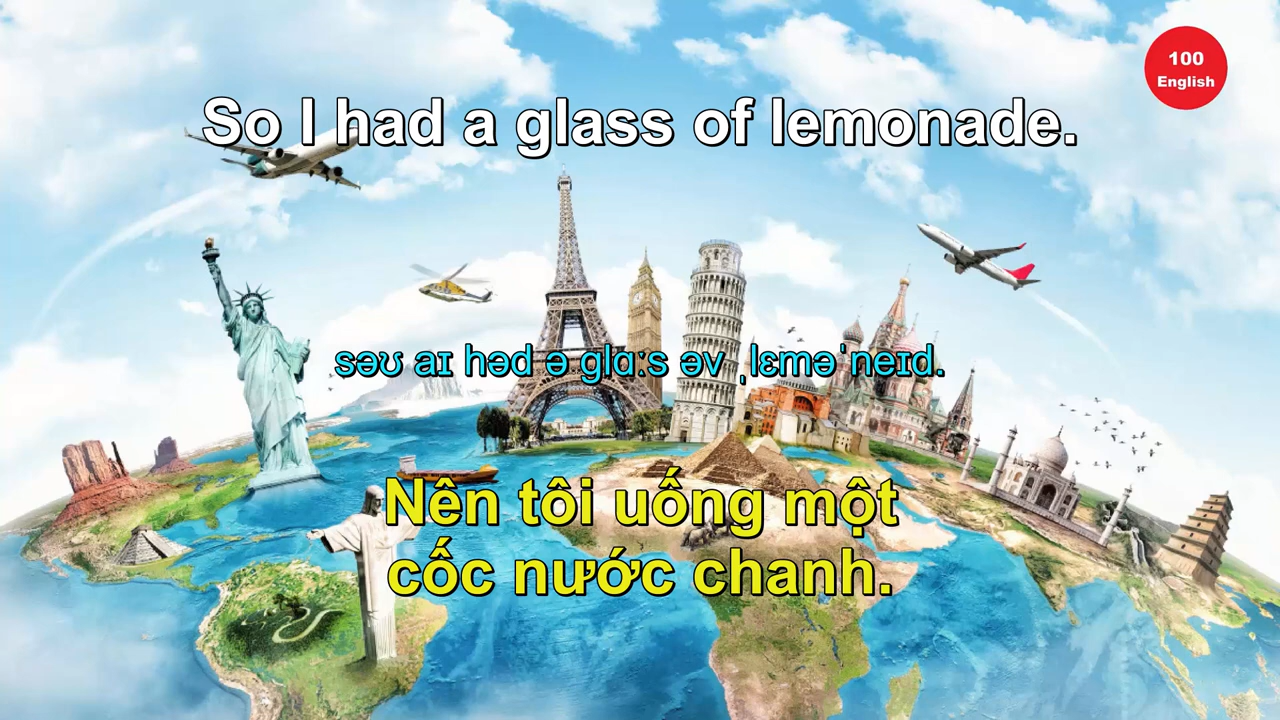 100
English
So I had a glass of lemonade.
səʊ aɪ həd ə glɑːs əv ˌlɛməˈneɪd.
Nên tôi uống một
cốc nước chanh.